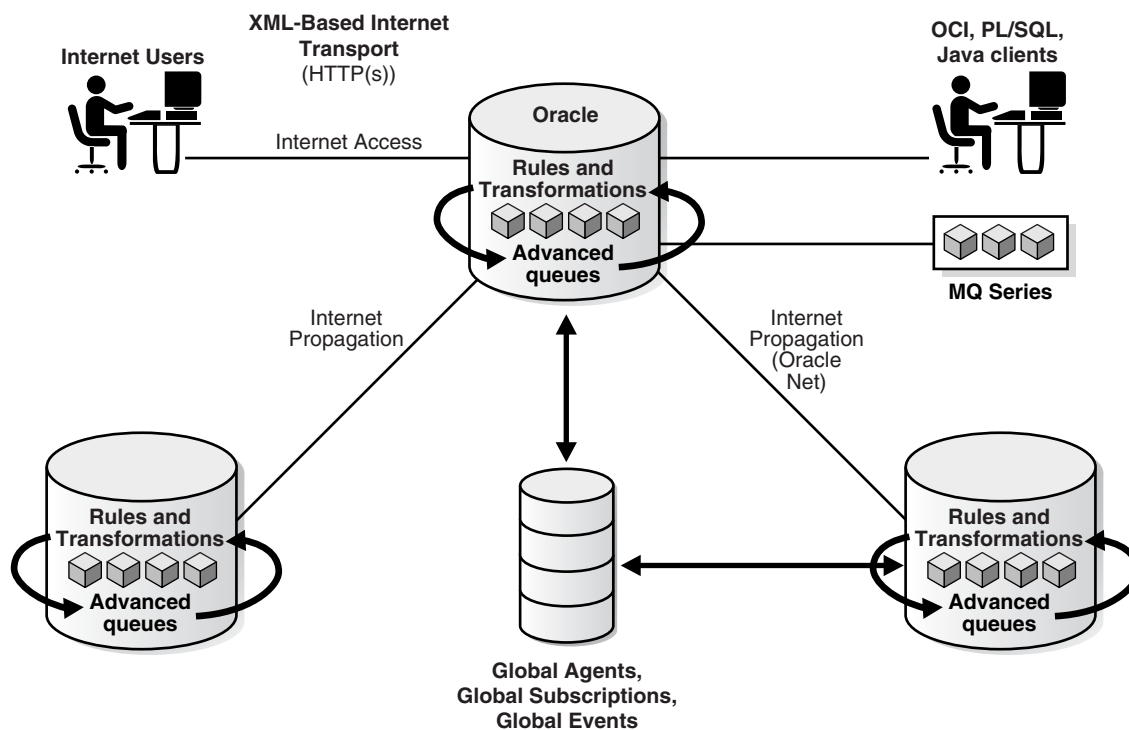 XML-Based Internet
Transport
(HTTP(s))
Internet Users
OCI, PL/SQL,
Java clients
Oracle
Internet Access
Rules and
Transformations
Advanced
queues
MQ Series
Internet
Propagation
Internet
Propagation
(Oracle
Net)
Rules and
Transformations
Advanced
queues
Rules and
Transformations
Advanced
queues
Global Agents,
Global Subscriptions,
Global Events